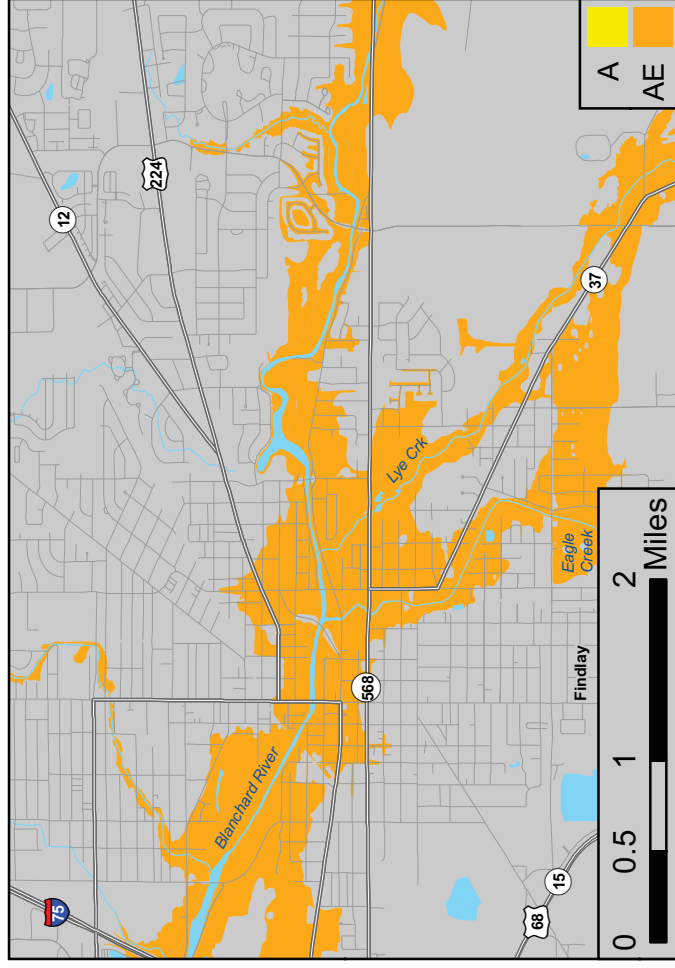 12
224
75
Blanchard River
Lye Crk
568
37
Eagle
Creek
Findlay
68
15
A
AE
0 0.5 1 2
Miles